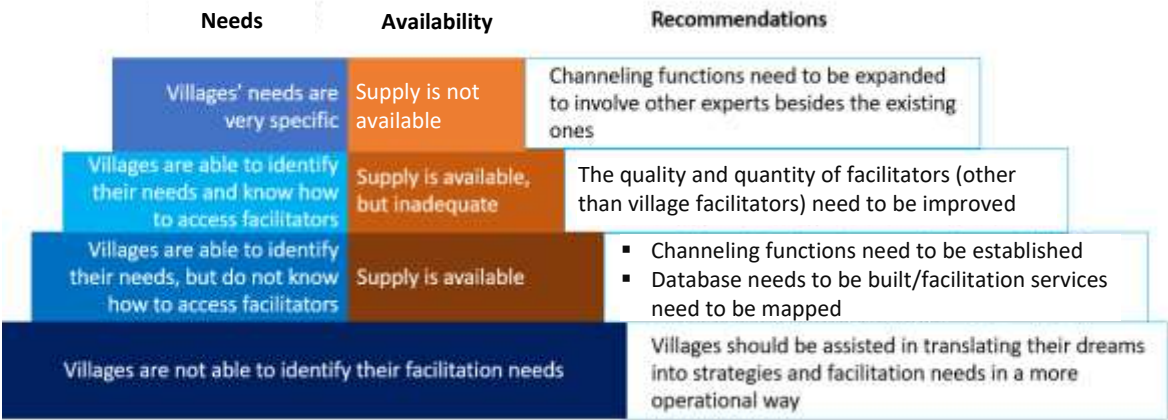 Needs
Availability
Recommendations
Villages' needs are
very specific
Supply is not
available
Channeling functions need to be expanded
to involve other experts besides the existing
ones
Villages are able to identify
their needs and know how
to access facilitators
Supply is available,
but inadequate
The quality and quantity of facilitators (other
than village facilitators) need to be improved
Villages are able to identify
their needs, but do not know
how to access facilitators
Supply is available
▪ Channeling functions need to be established
▪ Database needs to be built/facilitation services
need to be mapped
Villages are not able to identify their facilitation needs
Villages should be assisted in translating their dreams
into strategies and facilitation needs in a more
operational way